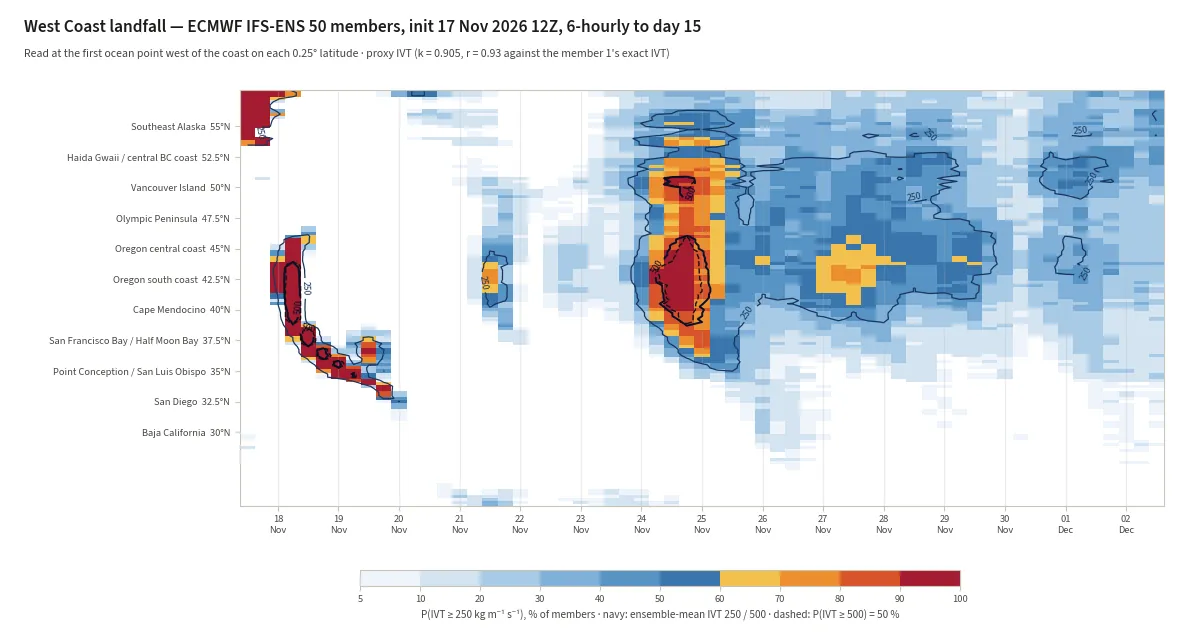 West Coast landfall — ECMWF IFS-ENS 50 members, init 17 Nov 2026 12Z, 6-hourly to day 15
Read at the first ocean point west of the coast on each 0.25° latitude · proxy IVT (k = 0.905, r = 0.93 against the member 1's exact IVT)
Southeast Alaska 55°N
Haida Gwaii / central BC coast 52.5°N
Vancouver Island 50°N
Olympic Peninsula 47.5°N
Oregon central coast 45°N
Oregon south coast 42.5°N
Cape Mendocino 40°N
San Francisco Bay / Half Moon Bay 37.5°N
Point Conception / San Luis Obispo 35°N
San Diego 32.5°N
Baja California 30°N
250
250
250
250
250
250
250
250
18 19 20 21 22 23 24 25 26 27 28 29 30 01 02
Nov Nov Nov Nov Nov Nov Nov Nov Nov Nov Nov Nov Nov Dec Dec
5 10 20 30 40 50 60 70 80 90 100
P(IVT ≥ 250 kg m⁻¹ s⁻¹), % of members · navy: ensemble-mean IVT 250 / 500 · dashed: P(IVT ≥ 500) = 50 %